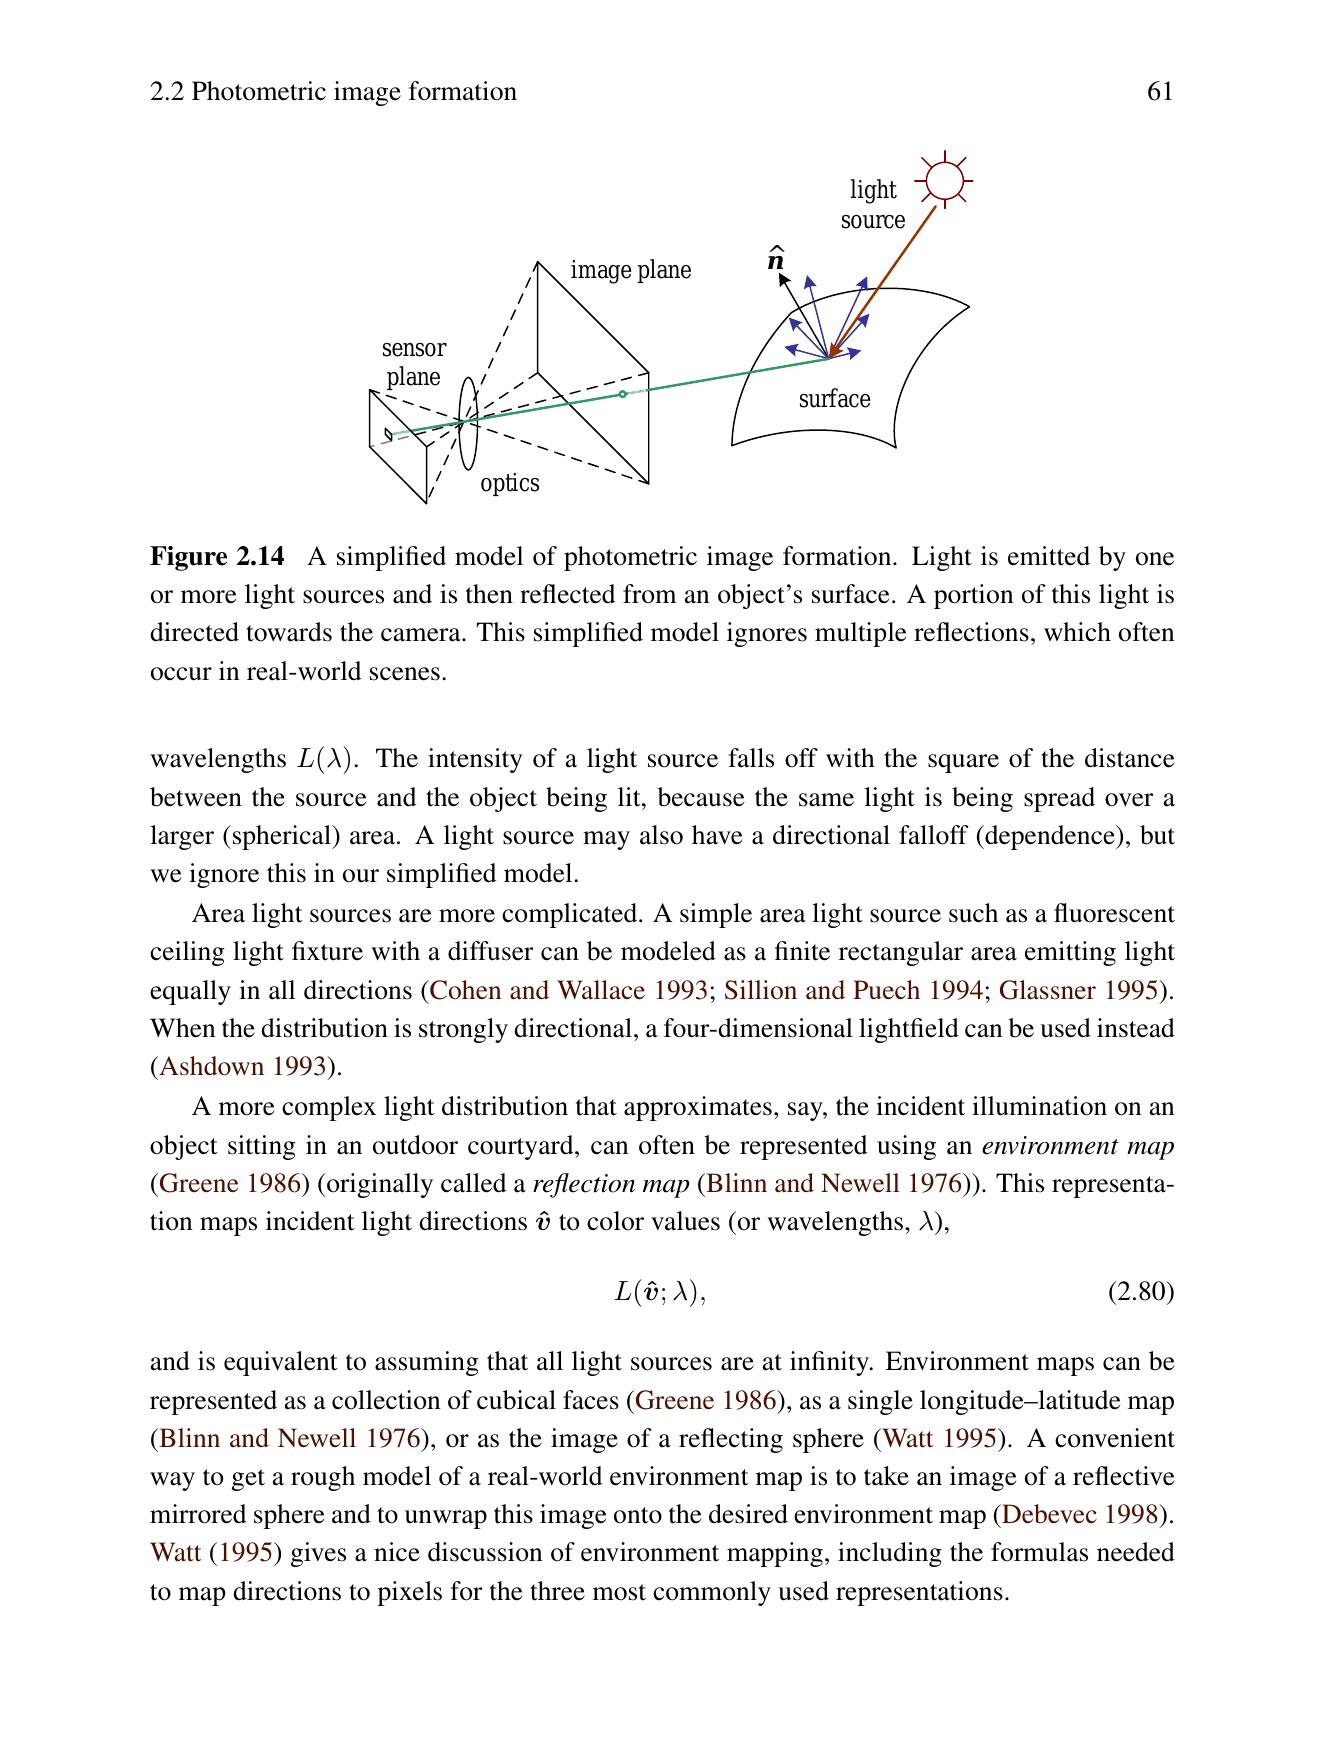 2.2 Photometric image formation 61
light
source
n̂
image plane
sensor
plane
surface
optics
Figure 2.14 A simplified model of photometric image formation. Light is emitted by one
or more light sources and is then reflected from an object's surface. A portion of this light is
directed towards the camera. This simplified model ignores multiple reflections, which often
occur in real-world scenes.
wavelengths L(λ). The intensity of a light source falls off with the square of the distance
between the source and the object being lit, because the same light is being spread over a
larger (spherical) area. A light source may also have a directional falloff (dependence), but
we ignore this in our simplified model.
Area light sources are more complicated. A simple area light source such as a fluorescent
ceiling light fixture with a diffuser can be modeled as a finite rectangular area emitting light
equally in all directions (Cohen and Wallace 1993; Sillion and Puech 1994; Glassner 1995).
When the distribution is strongly directional, a four-dimensional lightfield can be used instead
(Ashdown 1993).
A more complex light distribution that approximates, say, the incident illumination on an
object sitting in an outdoor courtyard, can often be represented using an environment map
(Greene 1986) (originally called a reflection map (Blinn and Newell 1976)). This representa-
tion maps incident light directions v̂ to color values (or wavelengths, λ),
L(v̂; λ), (2.80)
and is equivalent to assuming that all light sources are at infinity. Environment maps can be
represented as a collection of cubical faces (Greene 1986), as a single longitude–latitude map
(Blinn and Newell 1976), or as the image of a reflecting sphere (Watt 1995). A convenient
way to get a rough model of a real-world environment map is to take an image of a reflective
mirrored sphere and to unwrap this image onto the desired environment map (Debevec 1998).
Watt (1995) gives a nice discussion of environment mapping, including the formulas needed
to map directions to pixels for the three most commonly used representations.